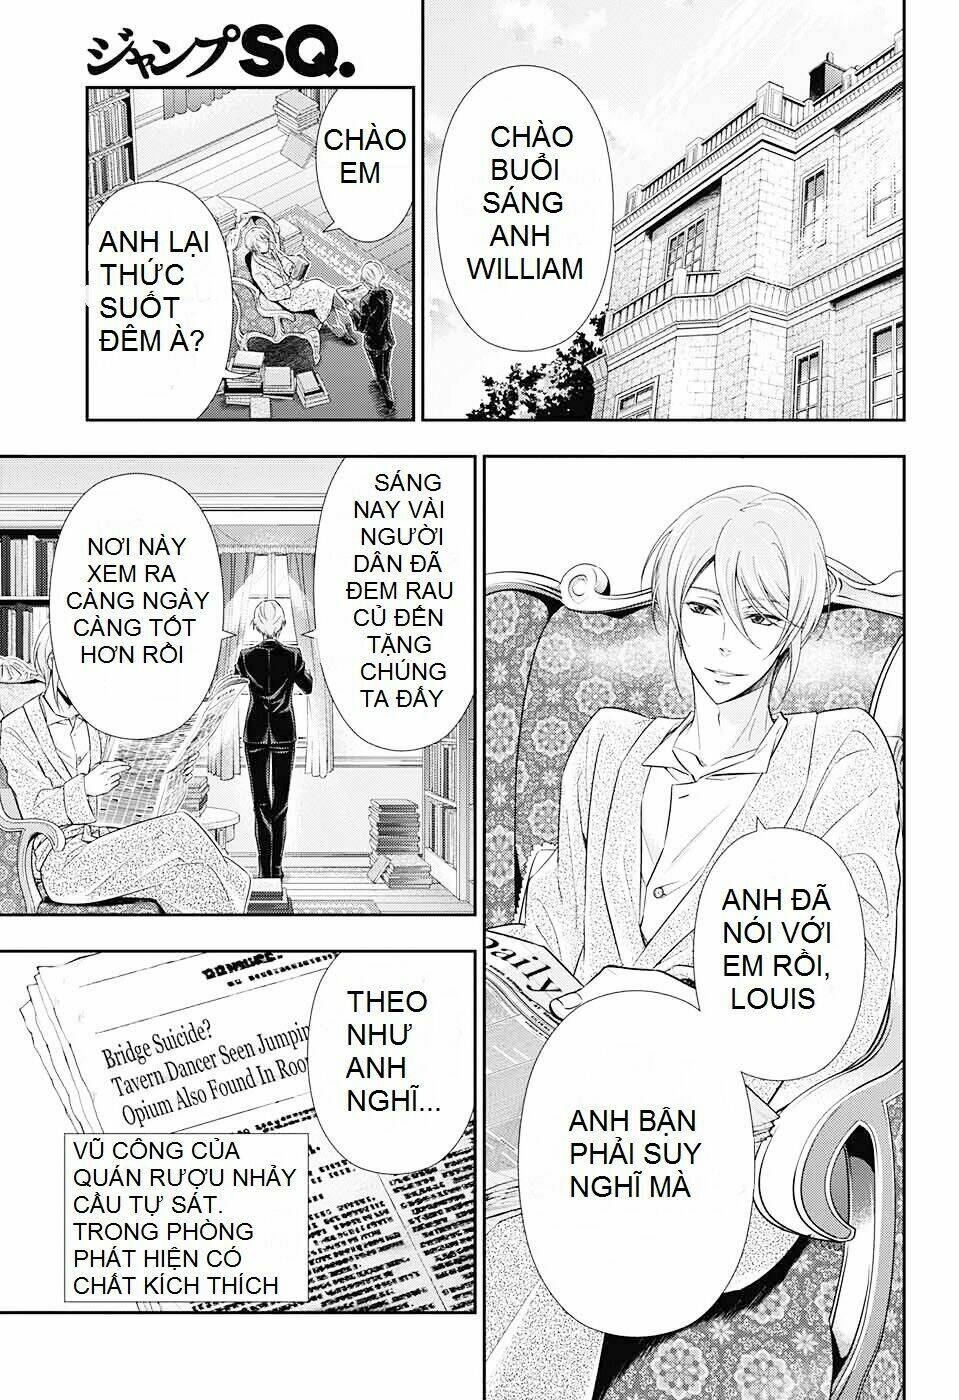 ジャンプSQ.
CHÀO
BUỔI
SÁNG
ANH
WILLIAM
CHÀO
EM
ANH LẠI
THỨC
SUỐT
ĐÊM À?
ANH ĐÃ
NÓI VỚI
EM RỒI,
LOUIS
ANH BẬN
PHẢI SUY
NGHĨ MÀ
Daily
SÁNG
NAY VÀI
NGƯỜI
DÂN ĐÃ
ĐEM RAU
CỦ ĐẾN
TẶNG
CHÚNG
TA ĐẤY
NƠI NÀY
XEM RA
CÀNG NGÀY
CÀNG TỐT
HƠN RỒI
THEO
NHƯ
ANH
NGHĨ...
Bridge Suicide?
Tavern Dancer Seen Jumping
Opium Also Found In Room
VŨ CÔNG CỦA
QUÁN RƯỢU NHẢY
CẦU TỰ SÁT.
TRONG PHÒNG
PHÁT HIỆN CÓ
CHẤT KÍCH THÍCH